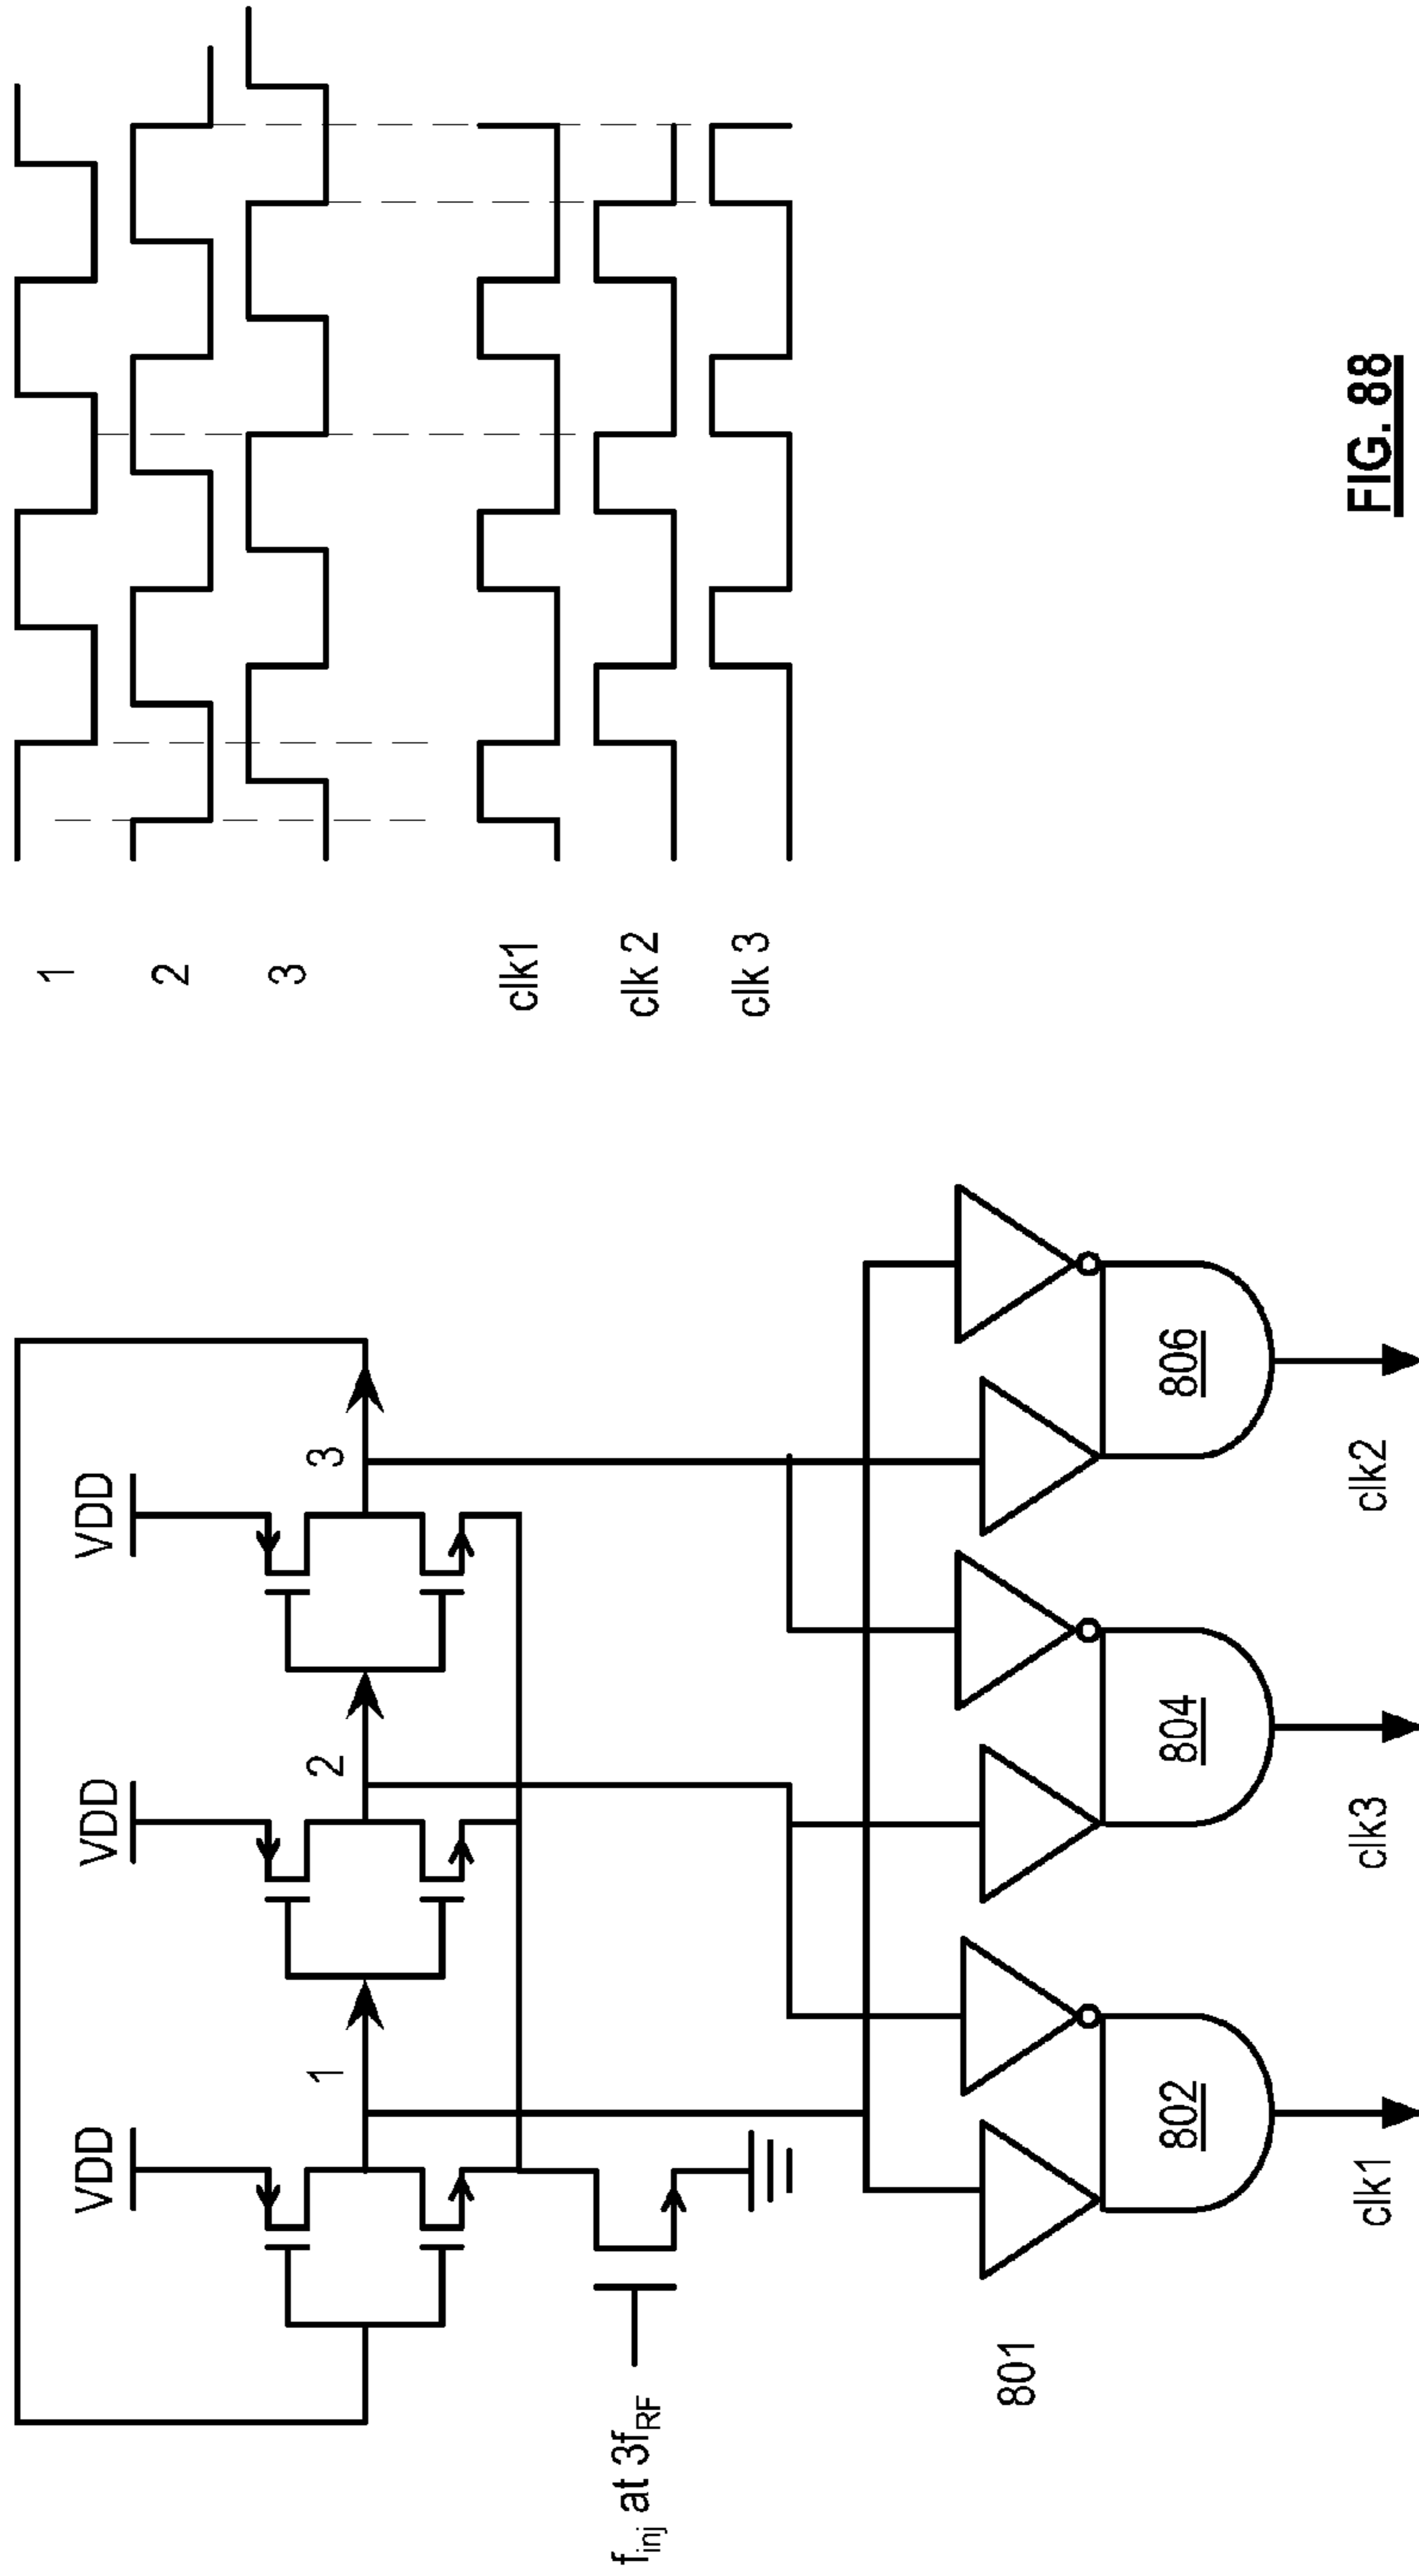 VDD
VDD
VDD
1
2
3
f_inj at 3f_RF
801
802
804
806
clk1
clk3
clk2
1
2
3
clk1
clk 2
clk 3
FIG. 88